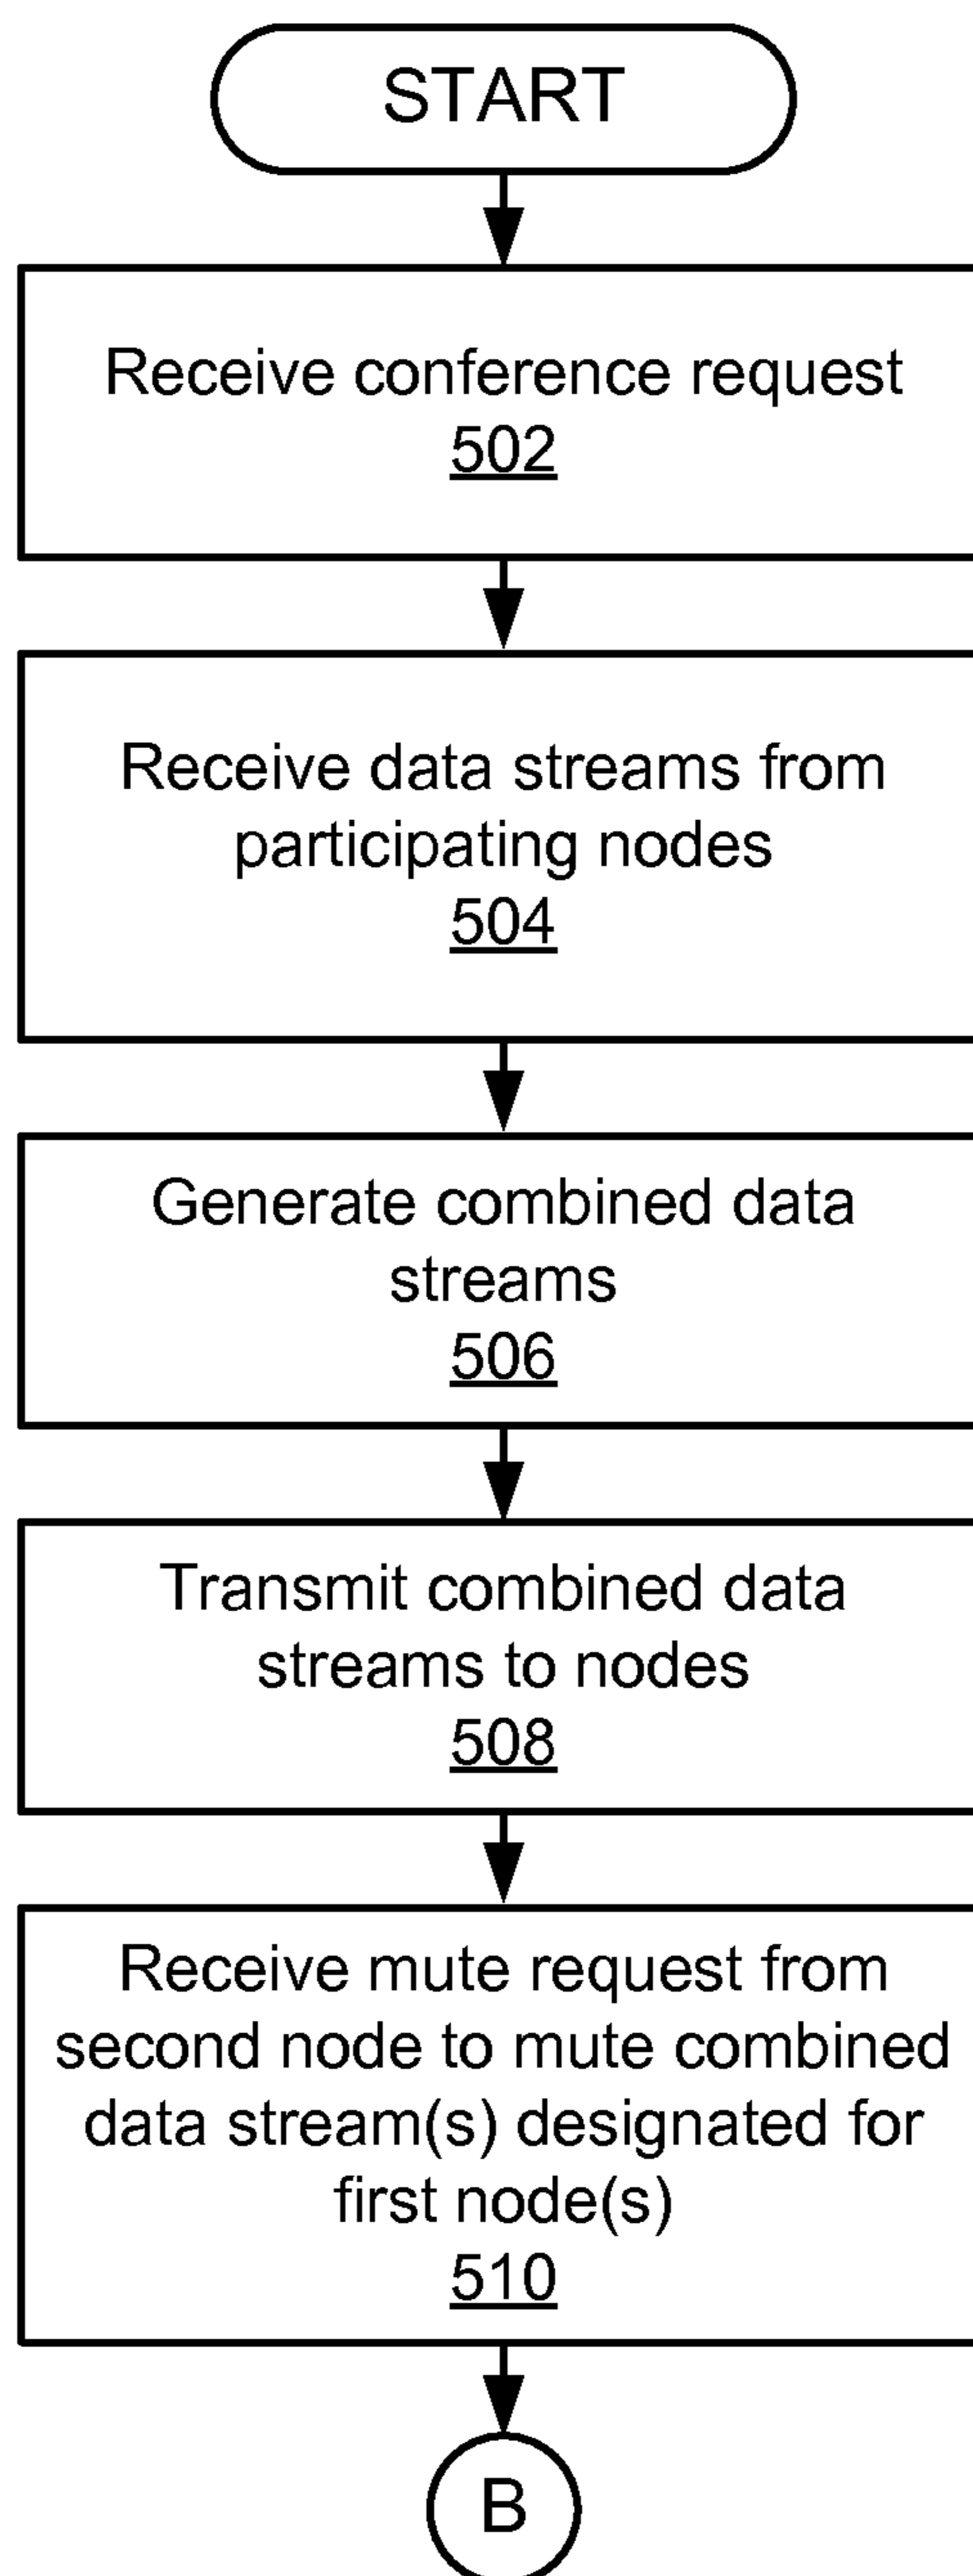 START
Receive conference request
502
Receive data streams from
participating nodes
504
Generate combined data
streams
506
Transmit combined data
streams to nodes
508
Receive mute request from
second node to mute combined
data stream(s) designated for
first node(s)
510
B